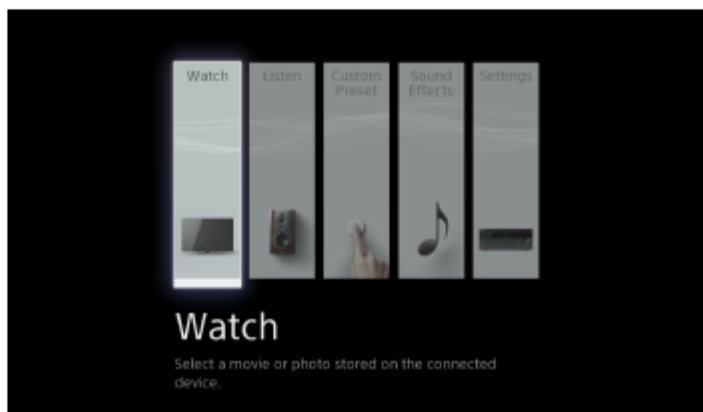 Watch
Listen
Custom
Preset
Sound
Effects
Settings
Watch
Select a movie or photo stored on the connected
device.